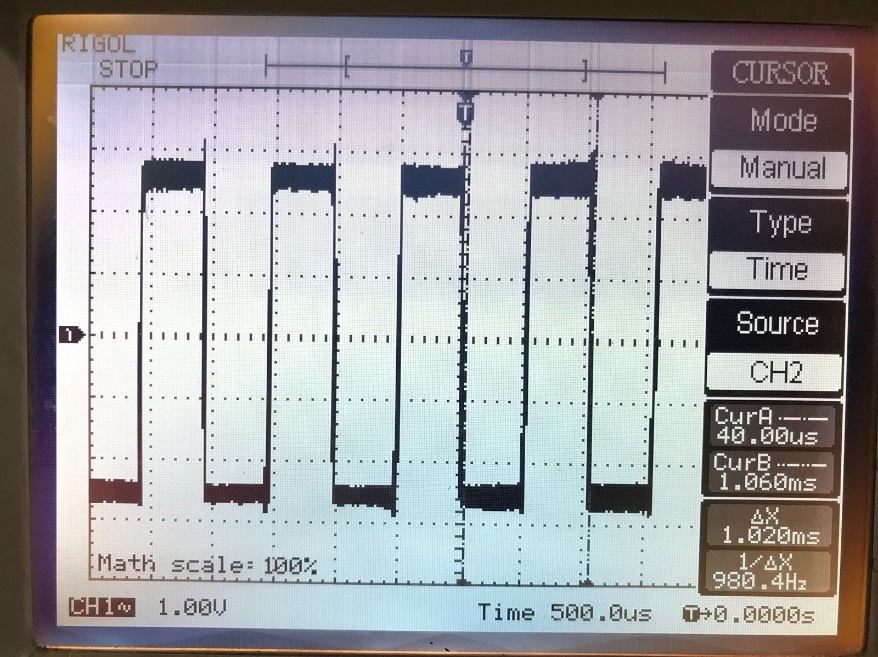 RIGOL
STOP
T
T
CURSOR
Mode
Manual
Type
Time
Source
CH2
CurA
40.00us
CurB
1.060ms
ΔX
1.020ms
1/ΔX
980.4Hz
1
Math scale: 100%
CH1 1.00V Time 500.0us T→0.0000s